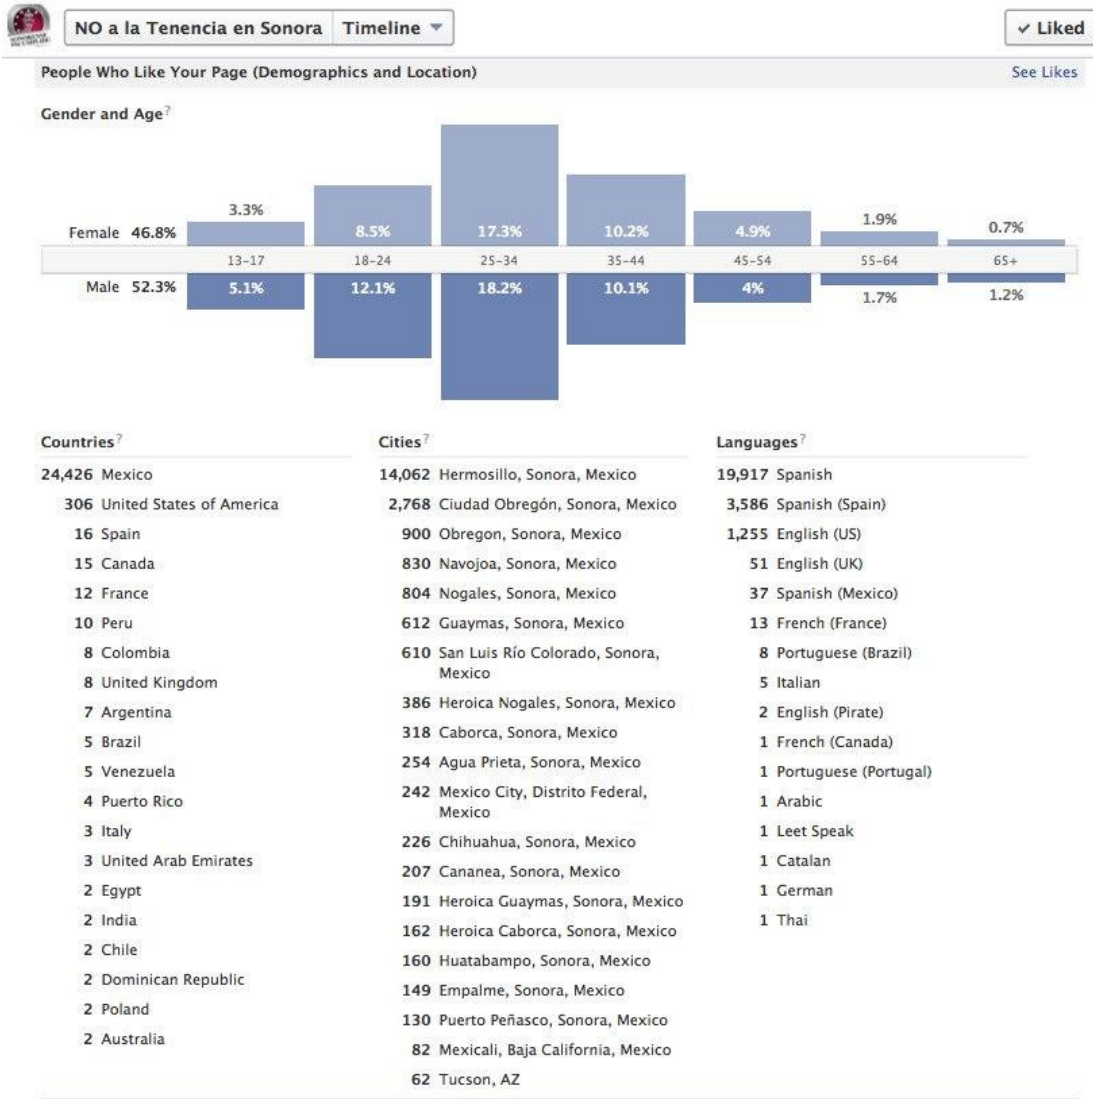 NO a la Tenencia en Sonora Timeline
✓ Liked
People Who Like Your Page (Demographics and Location) See Likes
Gender and Age?
3.3% 1.9% 0.7%
Female 46.8% 8.5% 17.3% 10.2% 4.9%
13-17 18-24 25-34 35-44 45-54 55-64 65+
Male 52.3% 5.1% 12.1% 18.2% 10.1% 4%
1.7% 1.2%
Countries?
24,426 Mexico
306 United States of America
16 Spain
15 Canada
12 France
10 Peru
8 Colombia
8 United Kingdom
7 Argentina
5 Brazil
5 Venezuela
4 Puerto Rico
3 Italy
3 United Arab Emirates
2 Egypt
2 India
2 Chile
2 Dominican Republic
2 Poland
2 Australia
Cities?
14,062 Hermosillo, Sonora, Mexico
2,768 Ciudad Obregón, Sonora, Mexico
900 Obregon, Sonora, Mexico
830 Navojoa, Sonora, Mexico
804 Nogales, Sonora, Mexico
612 Guaymas, Sonora, Mexico
610 San Luis Río Colorado, Sonora,
Mexico
386 Heroica Nogales, Sonora, Mexico
318 Caborca, Sonora, Mexico
254 Agua Prieta, Sonora, Mexico
242 Mexico City, Distrito Federal,
Mexico
226 Chihuahua, Sonora, Mexico
207 Cananea, Sonora, Mexico
191 Heroica Guaymas, Sonora, Mexico
162 Heroica Caborca, Sonora, Mexico
160 Huatabampo, Sonora, Mexico
149 Empalme, Sonora, Mexico
130 Puerto Peñasco, Sonora, Mexico
82 Mexicali, Baja California, Mexico
62 Tucson, AZ
Languages?
19,917 Spanish
3,586 Spanish (Spain)
1,255 English (US)
51 English (UK)
37 Spanish (Mexico)
13 French (France)
8 Portuguese (Brazil)
5 Italian
2 English (Pirate)
1 French (Canada)
1 Portuguese (Portugal)
1 Arabic
1 Leet Speak
1 Catalan
1 German
1 Thai